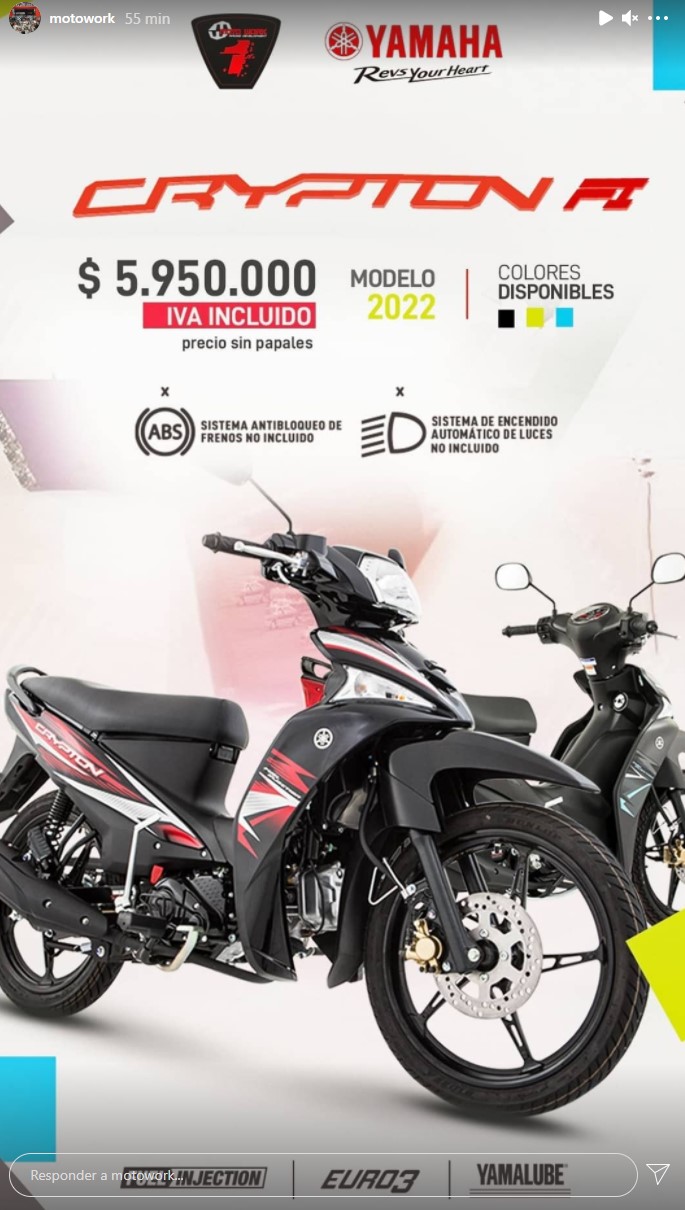 motowork 55 min
1
YAMAHA
Revs Your Heart
CRYPTON FI
$ 5.950.000
IVA INCLUIDO
precio sin papales
MODELO
2022
COLORES
DISPONIBLES
x
ABS
SISTEMA ANTIBLOQUEO DE
FRENOS NO INCLUIDO
x
SISTEMA DE ENCENDIDO
AUTOMÁTICO DE LUCES
NO INCLUIDO
CRYPTON
Responder a motowork...
INJECTION
EURO3
YAMALUBE